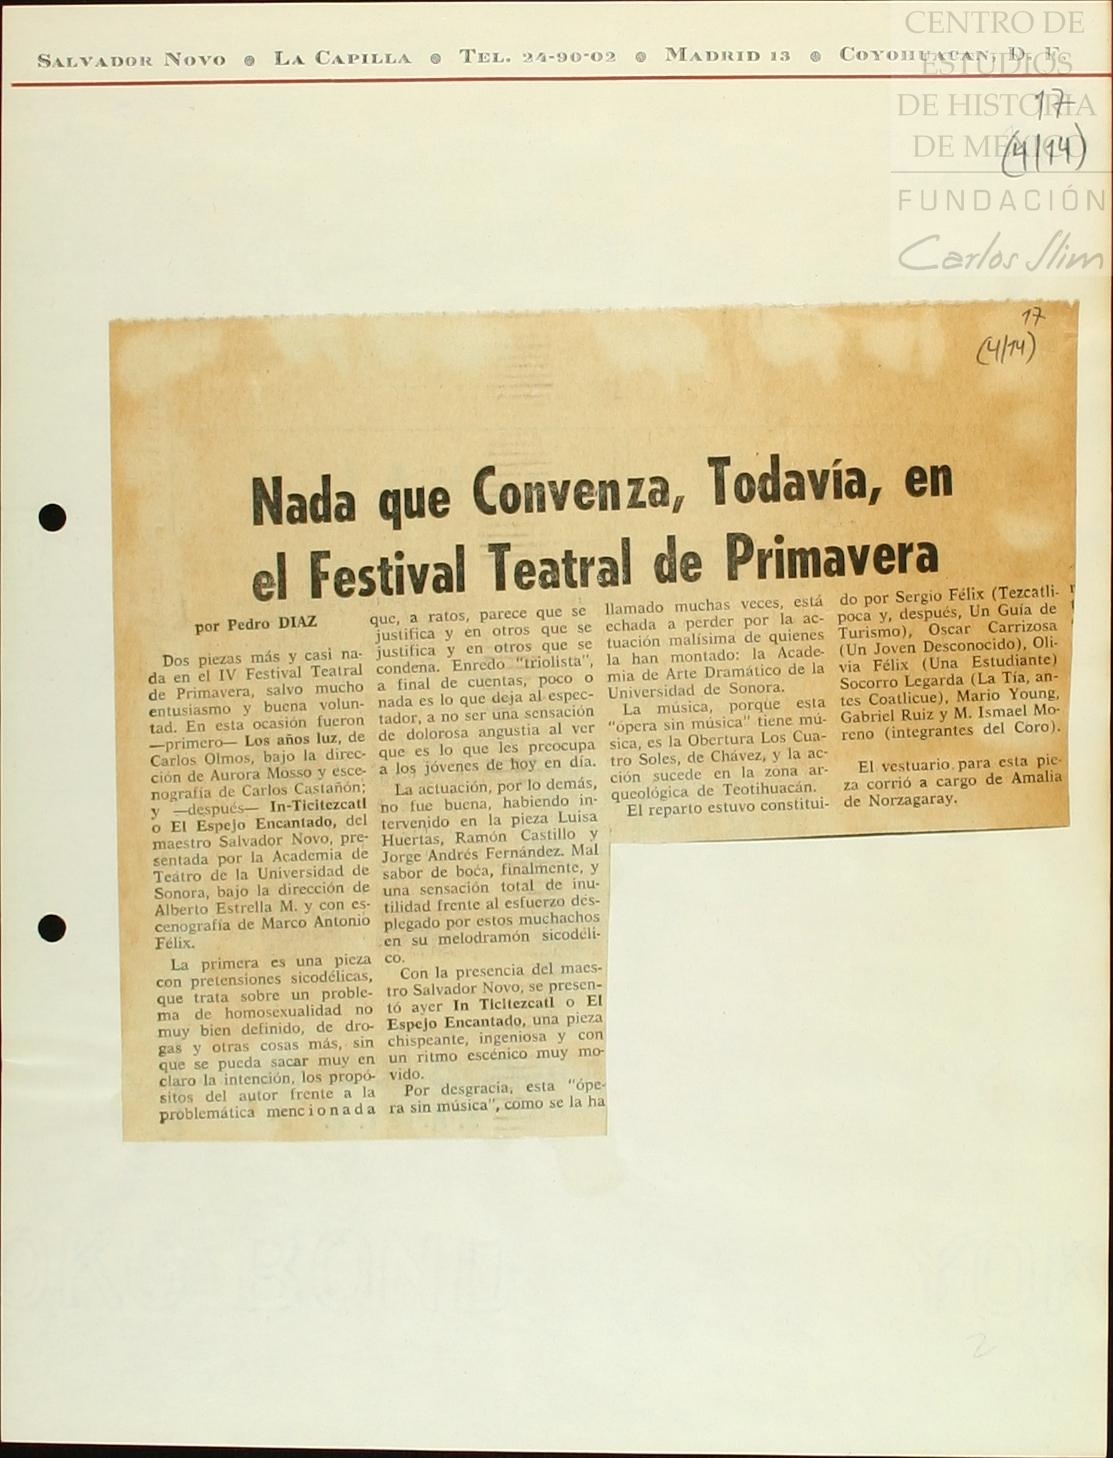 SALVADOR NOVO LA CAPILLA TEL. 24-90-02 MADRID 13 COYOHUACAN, D. F.
CENTRO DE
ESTUDIOS
DE HISTORIA
DE MÉXICO
FUNDACIÓN
Carlos Slim
17
(4/14)
17
(4/14)
Nada que Convenza, Todavía, en
el Festival Teatral de Primavera
por Pedro DIAZ
Dos piezas más y casi na-
da en el IV Festival Teatral
de Primavera, salvo mucho
entusiasmo y buena volun-
tad. En esta ocasión fueron
—primero— Los años luz, de
Carlos Olmos, bajo la direc-
ción de Aurora Mosso y esce-
nografía de Carlos Castañón;
y —después— In-Ticitezcatl
o El Espejo Encantado, del
maestro Salvador Novo, pre-
sentada por la Academia de
Teatro de la Universidad de
Sonora, bajo la dirección de
Alberto Estrella M. y con es-
cenografía de Marco Antonio
Félix.
La primera es una pieza
con pretensiones sicodélicas,
que trata sobre un proble-
ma de homosexualidad no
muy bien definido, de dro-
gas y otras cosas más, sin
que se pueda sacar muy en
claro la intención, los propó-
sitos del autor frente a la
problemática mencionada
que, a ratos, parece que se
justifica y en otros que se
justifica y en otros que se
condena. Enredo "triolista",
a final de cuentas, poco o
nada es lo que deja al espec-
tador, a no ser una sensación
de dolorosa angustia al ver
que es lo que les preocupa
a los jóvenes de hoy en día.
La actuación, por lo demás,
no fue buena, habiendo in-
tervenido en la pieza Luisa
Huertas, Ramón Castillo y
Jorge Andrés Fernández. Mal
sabor de boca, finalmente, y
una sensación total de inu-
tilidad frente al esfuerzo des-
plegado por estos muchachos
en su melodramón sicodéli-
co.
Con la presencia del maes-
tro Salvador Novo, se presen-
tó ayer In Ticitezcatl o El
Espejo Encantado, una pieza
chispeante, ingeniosa y con
un ritmo escénico muy mo-
vido.
Por desgracia, esta "ópe-
ra sin música", como se la ha
llamado muchas veces, está
echada a perder por la ac-
tuación malísima de quienes
la han montado: la Acade-
mia de Arte Dramático de la
Universidad de Sonora.
La música, porque esta
"ópera sin música" tiene mú-
sica, es la Obertura Los Cua-
tro Soles, de Chávez, y la ac-
ción sucede en la zona ar-
queológica de Teotihuacán.
El reparto estuvo constitui-
do por Sergio Félix (Tezcatli-
poca y, después, Un Guía de
Turismo), Oscar Carrizosa
(Un Joven Desconocido), Oli-
via Félix (Una Estudiante)
Socorro Legarda (La Tía, an-
tes Coatlicue), Mario Young,
Gabriel Ruiz y M. Ismael Mo-
reno (integrantes del Coro).
El vestuario para esta pie-
za corrió a cargo de Amalia
de Norzagaray.
2